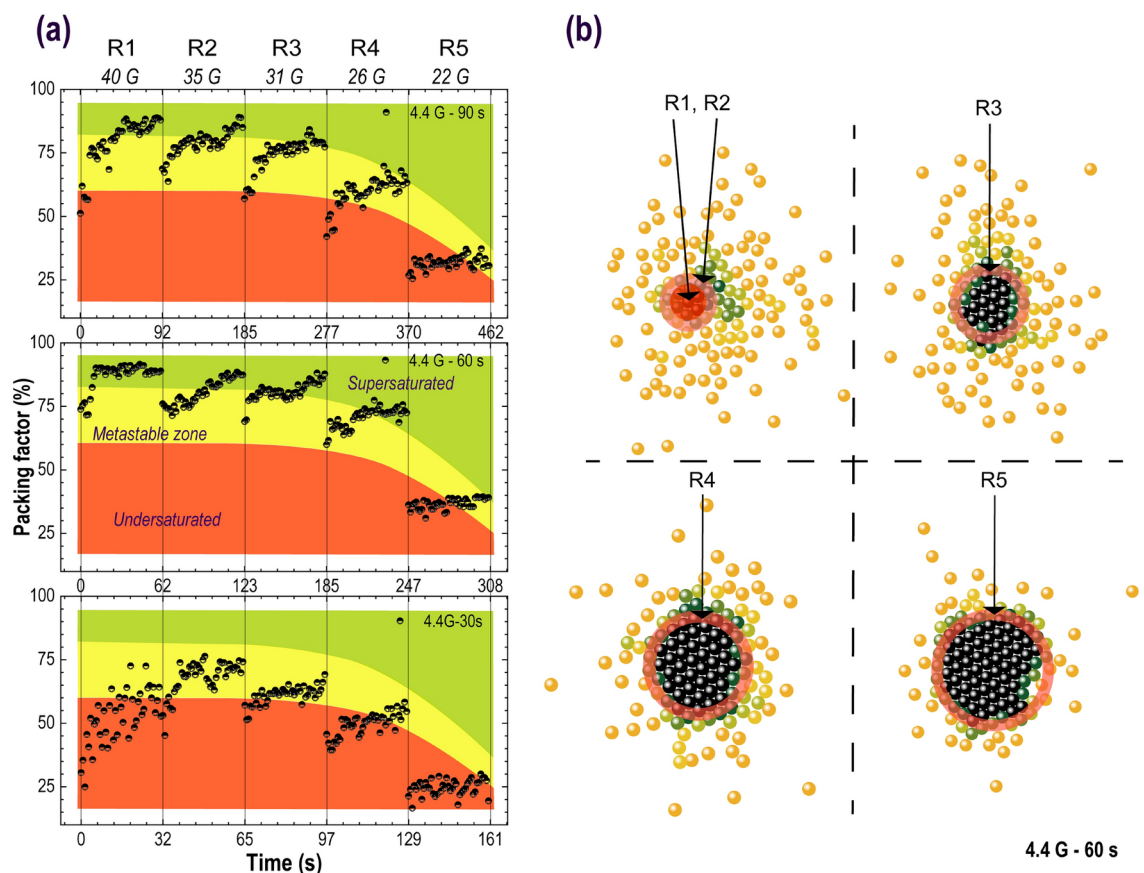 (a)
R1 R2 R3 R4 R5
40 G 35 G 31 G 26 G 22 G
Packing factor (%)
100
75
50
25
4.4 G - 90 s
0 92 185 277 370 462
100
75
50
25
4.4 G - 60 s
Supersaturated
Metastable zone
Undersaturated
0 62 123 185 247 308
100
75
50
25
4.4G-30s
0 32 65 97 129 161
Time (s)
(b)
R1, R2
R3
R4
R5
4.4 G - 60 s